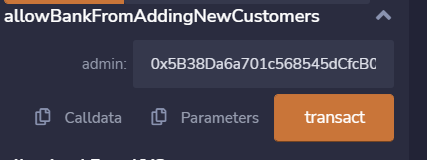 allowBankFromAddingNewCustomers
admin: 0x5B38Da6a701c568545dCfcB0
Calldata Parameters transact